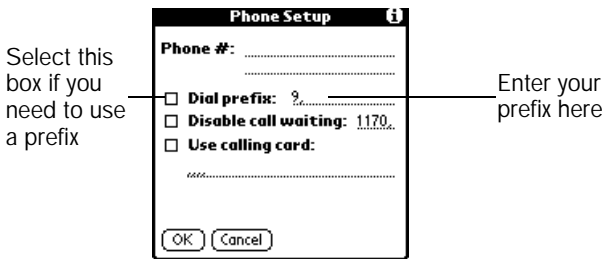 Phone Setup i
Select this
box if you
need to use
a prefix
Phone #:
Dial prefix: 9,
Disable call waiting: 1170,
Use calling card:
,,,,
OK Cancel
Enter your
prefix here